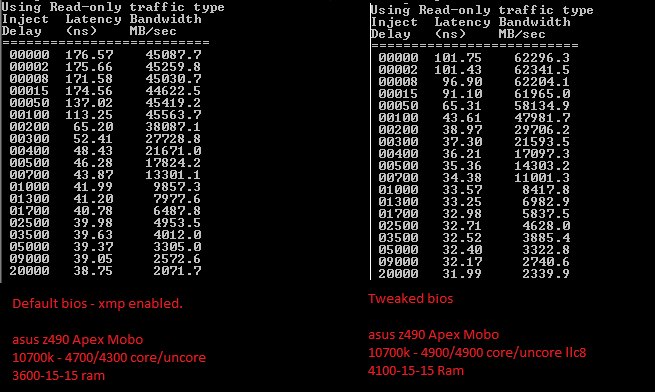 Using Read-only traffic type
Inject Latency Bandwidth
Delay (ns) MB/sec
==========================
00000 176.57 45087.7
00002 175.66 45259.8
00008 171.58 45030.7
00015 174.56 44622.5
00050 137.02 45419.2
00100 113.25 45563.7
00200 65.20 38087.1
00300 52.41 27728.8
00400 48.43 21671.0
00500 46.28 17824.2
00700 43.87 13301.1
01000 41.99 9857.3
01300 41.20 7977.6
01700 40.78 6487.8
02500 39.98 4953.5
03500 39.63 4012.0
05000 39.37 3305.0
09000 39.05 2572.6
20000 38.75 2071.7
Default bios - xmp enabled.
asus z490 Apex Mobo
10700k - 4700/4300 core/uncore
3600-15-15 ram
Using Read-only traffic type
Inject Latency Bandwidth
Delay (ns) MB/sec
==========================
00000 101.75 62296.3
00002 101.43 62341.5
00008 96.90 62204.1
00015 91.10 61965.0
00050 65.31 58134.9
00100 43.61 47981.7
00200 38.97 29706.2
00300 37.30 21593.5
00400 36.21 17097.3
00500 35.36 14303.2
00700 34.38 11001.3
01000 33.57 8417.8
01300 33.25 6982.9
01700 32.98 5837.5
02500 32.71 4628.0
03500 32.52 3885.4
05000 32.40 3322.8
09000 32.17 2740.6
20000 31.99 2339.9
Tweaked bios
asus z490 Apex Mobo
10700k - 4900/4900 core/uncore llc8
4100-15-15 Ram